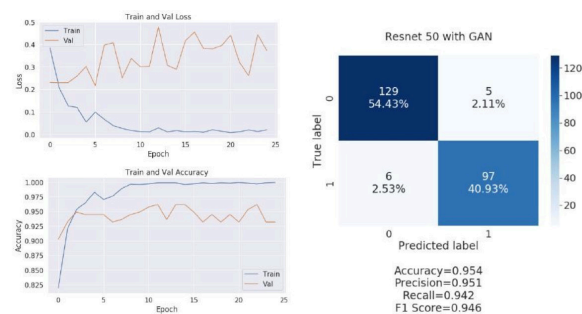 Train and Val Loss
0.5
0.4
0.3
0.2
0.1
0.0
Loss
Train
Val
0 5 10 15 20 25
Epoch
Train and Val Accuracy
1.000
0.975
0.950
0.925
0.900
0.875
0.850
0.825
Accuracy
Train
Val
0 5 10 15 20 25
Epoch
Resnet 50 with GAN
True label
0
1
129
54.43%
5
2.11%
6
2.53%
97
40.93%
0 1
Predicted label
120
100
80
60
40
20
Accuracy=0.954
Precision=0.951
Recall=0.942
F1 Score=0.946